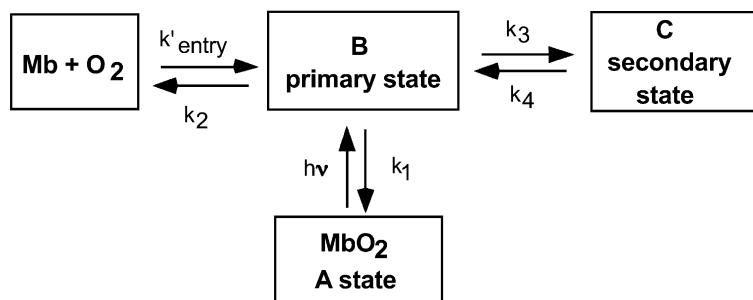 Mb + O2
k'entry
k2
B
primary state
k3
k4
C
secondary
state
hν
k1
MbO2
A state